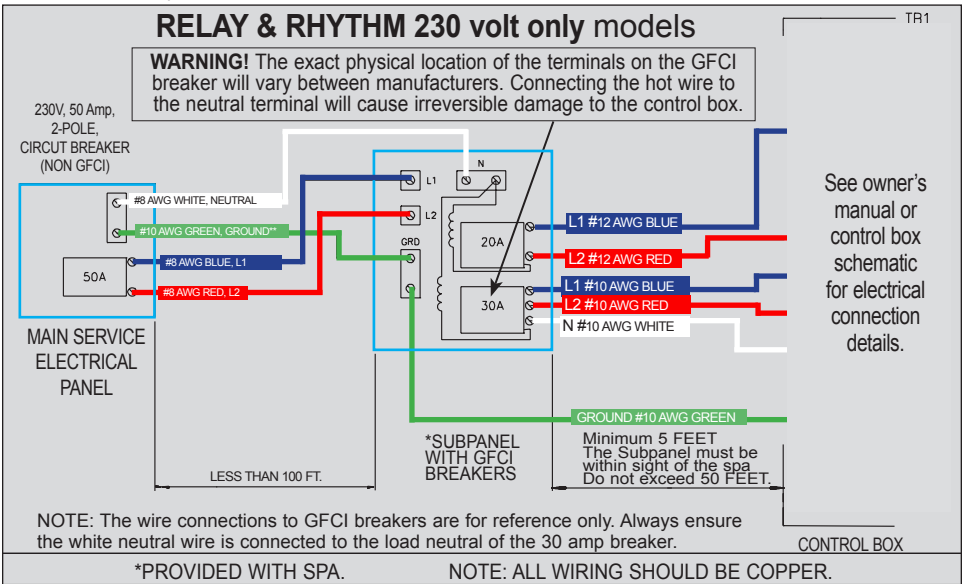 RELAY & RHYTHM 230 volt only models
TB1
WARNING! The exact physical location of the terminals on the GFCI
breaker will vary between manufacturers. Connecting the hot wire to
the neutral terminal will cause irreversible damage to the control box.
230V, 50 Amp,
2-POLE,
CIRCUT BREAKER
(NON GFCI)
#8 AWG WHITE, NEUTRAL
#10 AWG GREEN, GROUND**
#8 AWG BLUE, L1
#8 AWG RED, L2
50A
MAIN SERVICE
ELECTRICAL
PANEL
L1
N
L2
GRD
20A
30A
L1 #12 AWG BLUE
L2 #12 AWG RED
L1 #10 AWG BLUE
L2 #10 AWG RED
N #10 AWG WHITE
GROUND #10 AWG GREEN
See owner's
manual or
control box
schematic
for electrical
connection
details.
*SUBPANEL
WITH GFCI
BREAKERS
LESS THAN 100 FT.
Minimum 5 FEET
The Subpanel must be
within sight of the spa
Do not exceed 50 FEET.
NOTE: The wire connections to GFCI breakers are for reference only. Always ensure
the white neutral wire is connected to the load neutral of the 30 amp breaker.
CONTROL BOX
*PROVIDED WITH SPA.
NOTE: ALL WIRING SHOULD BE COPPER.